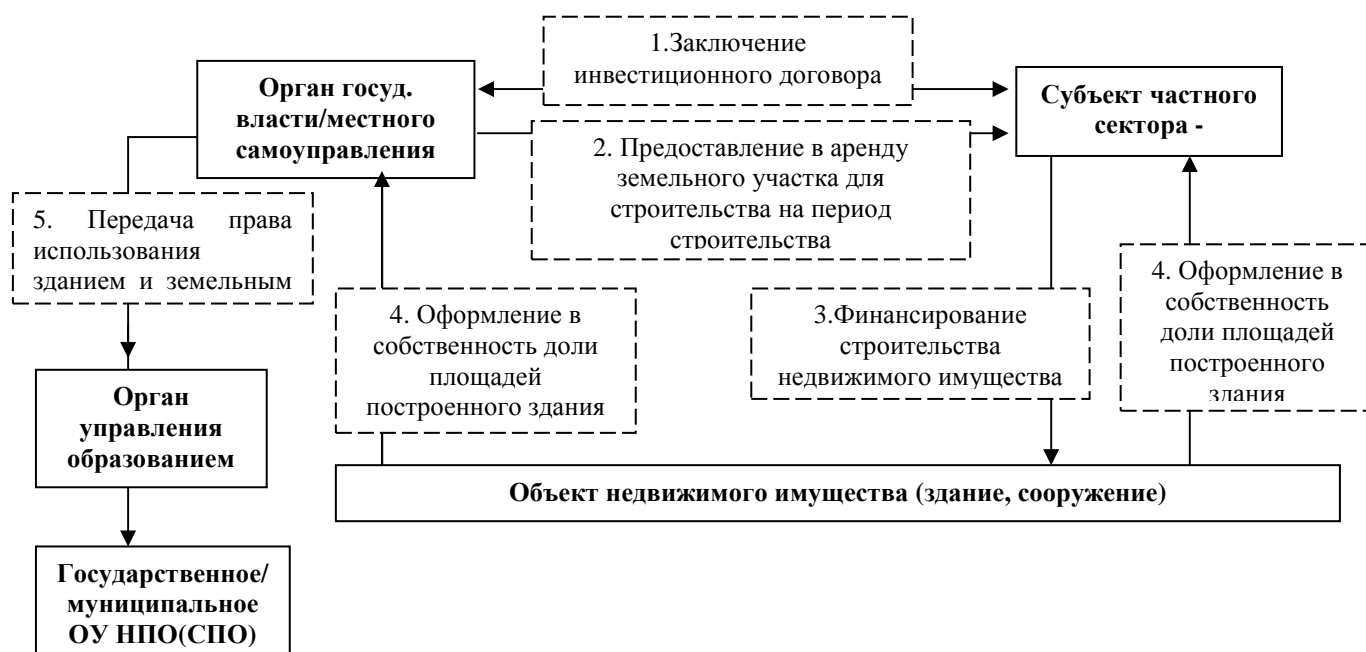 1.Заключение
инвестиционного договора
Орган госуд.
власти/местного
самоуправления
Субъект частного
сектора -
2. Предоставление в аренду
земельного участка для
строительства на период
строительства
5. Передача права
использования
зданием и земельным
4. Оформление в
собственность доли
площадей
построенного здания
3.Финансирование
строительства
недвижимого имущества
4. Оформление в
собственность
доли площадей
построенного
здания
Орган
управления
образованием
Объект недвижимого имущества (здание, сооружение)
Государственное/
муниципальное
ОУ НПО(СПО)